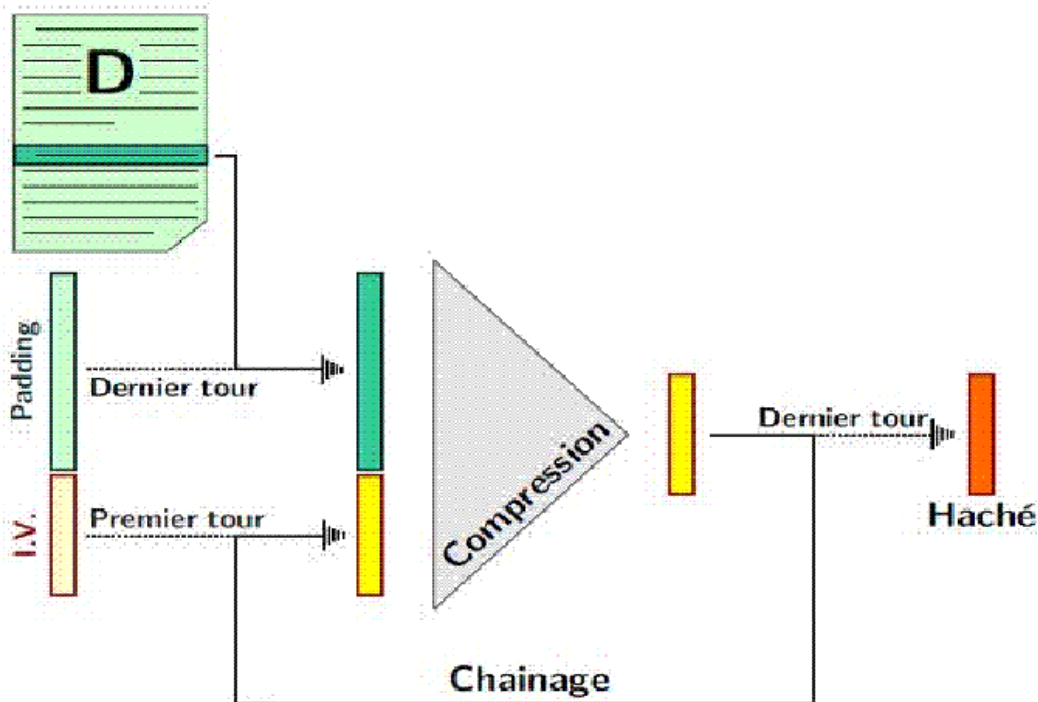 D
Padding
Dernier tour
Dernier tour
Compression
I.V.
Premier tour
Haché
Chainage